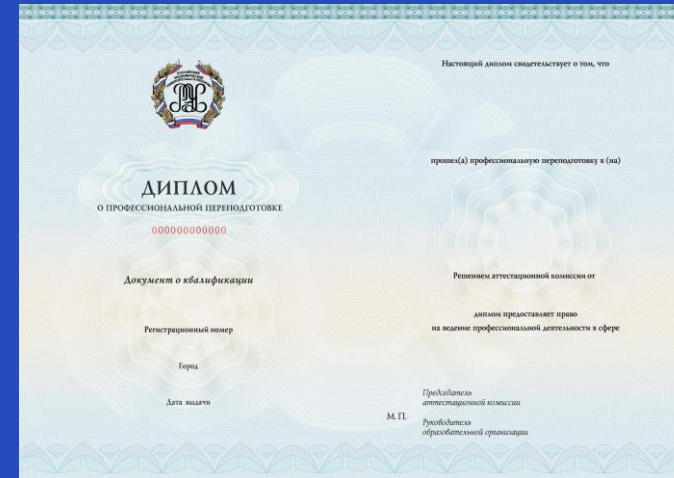 ДИПЛОМ
О ПРОФЕССИОНАЛЬНОЙ ПЕРЕПОДГОТОВКЕ
000000000000
Документ о квалификации
Регистрационный номер
Город
Дата выдачи
М. П.
Настоящий диплом свидетельствует о том, что
прошел(а) профессиональную переподготовку в (на)
Решением аттестационной комиссии от
диплом предоставляет право
на ведение профессиональной деятельности в сфере
Председатель
аттестационной комиссии
Руководитель
образовательной организации